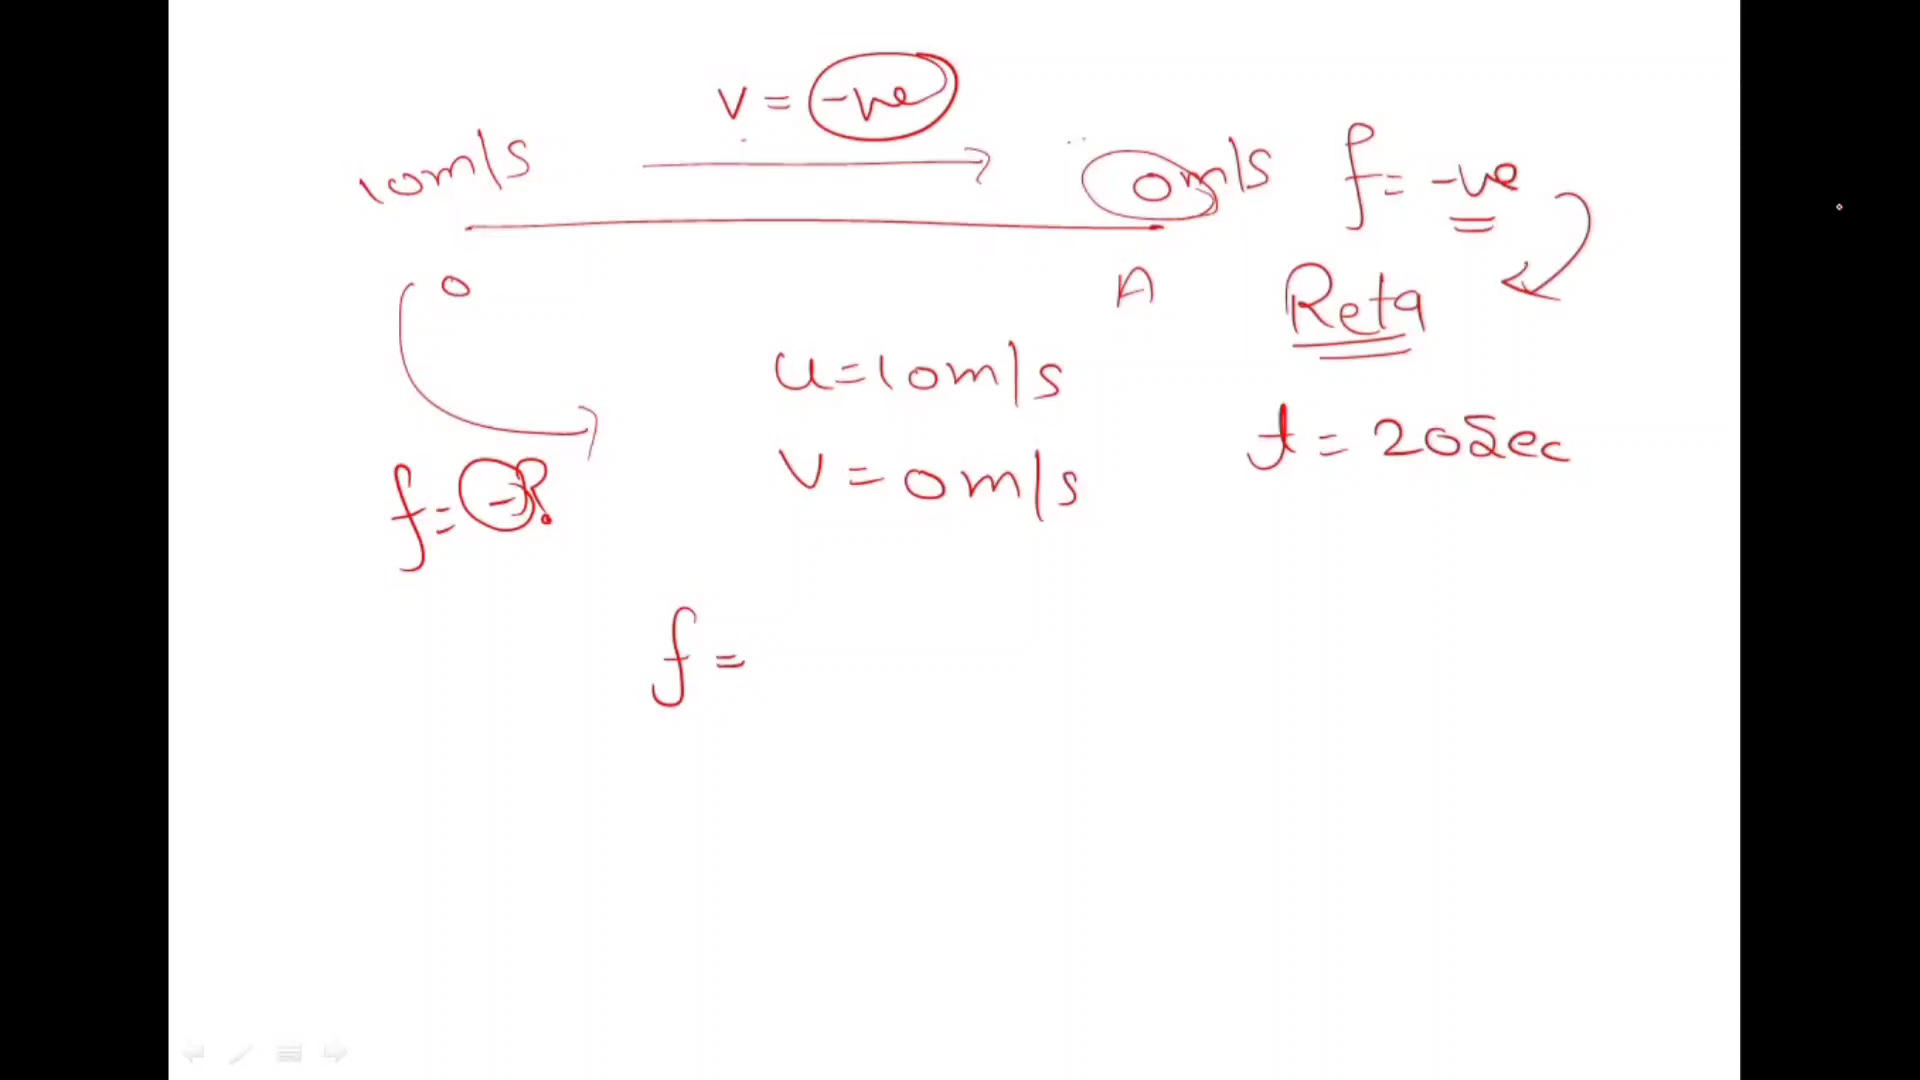 v = -ve
10m/s 0m/s f = -ve
O A Reta
u=10m/s
t = 20Sec
v = 0m/s
f = -?
f =